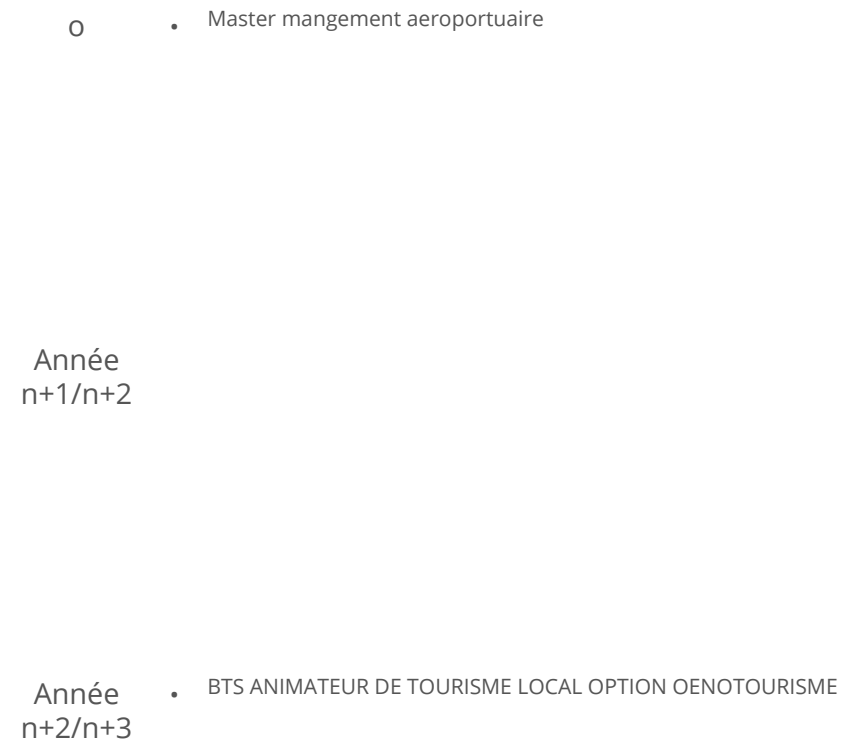 o
• Master mangement aeroportuaire
Année
n+1/n+2
Année
n+2/n+3
• BTS ANIMATEUR DE TOURISME LOCAL OPTION OENOTOURISME